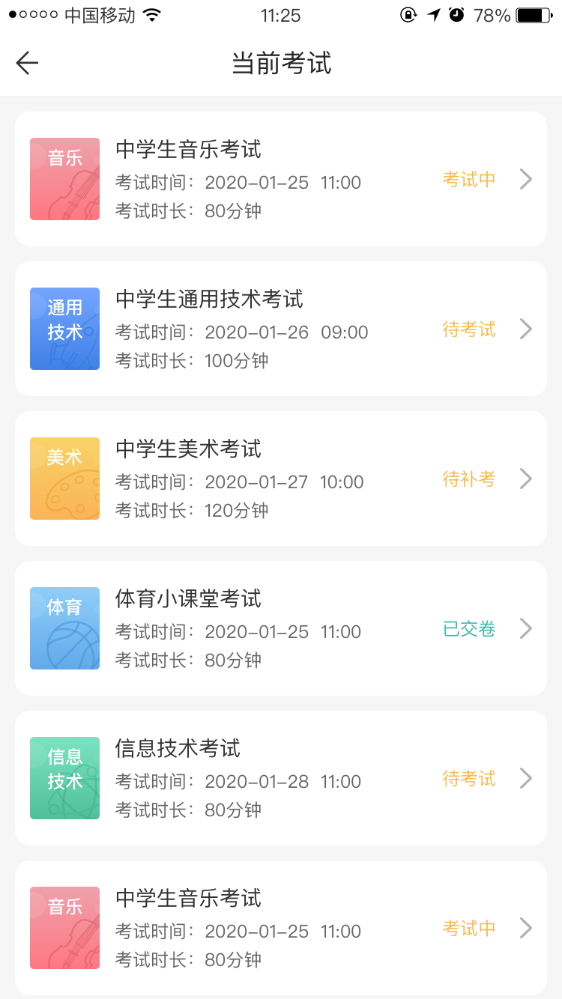 中国移动 11:25 78%
当前考试
音乐
中学生音乐考试
考试时间：2020-01-25 11:00
考试时长：80分钟
考试中
通用
技术
中学生通用技术考试
考试时间：2020-01-26 09:00
考试时长：100分钟
待考试
美术
中学生美术考试
考试时间：2020-01-27 10:00
考试时长：120分钟
待补考
体育
体育小课堂考试
考试时间：2020-01-25 11:00
考试时长：80分钟
已交卷
信息
技术
信息技术考试
考试时间：2020-01-28 11:00
考试时长：80分钟
待考试
音乐
中学生音乐考试
考试时间：2020-01-25 11:00
考试时长：80分钟
考试中